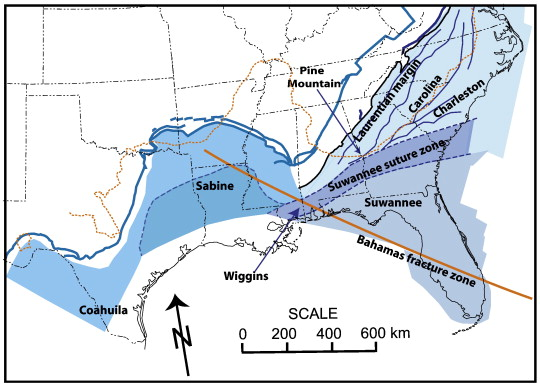 Pine
Mountain
Laurentian margin
Carolina
Charleston
Suwannee suture zone
Sabine
Suwannee
Bahamas fracture zone
Wiggins
Coahuila
N
SCALE
0 200 400 600 km